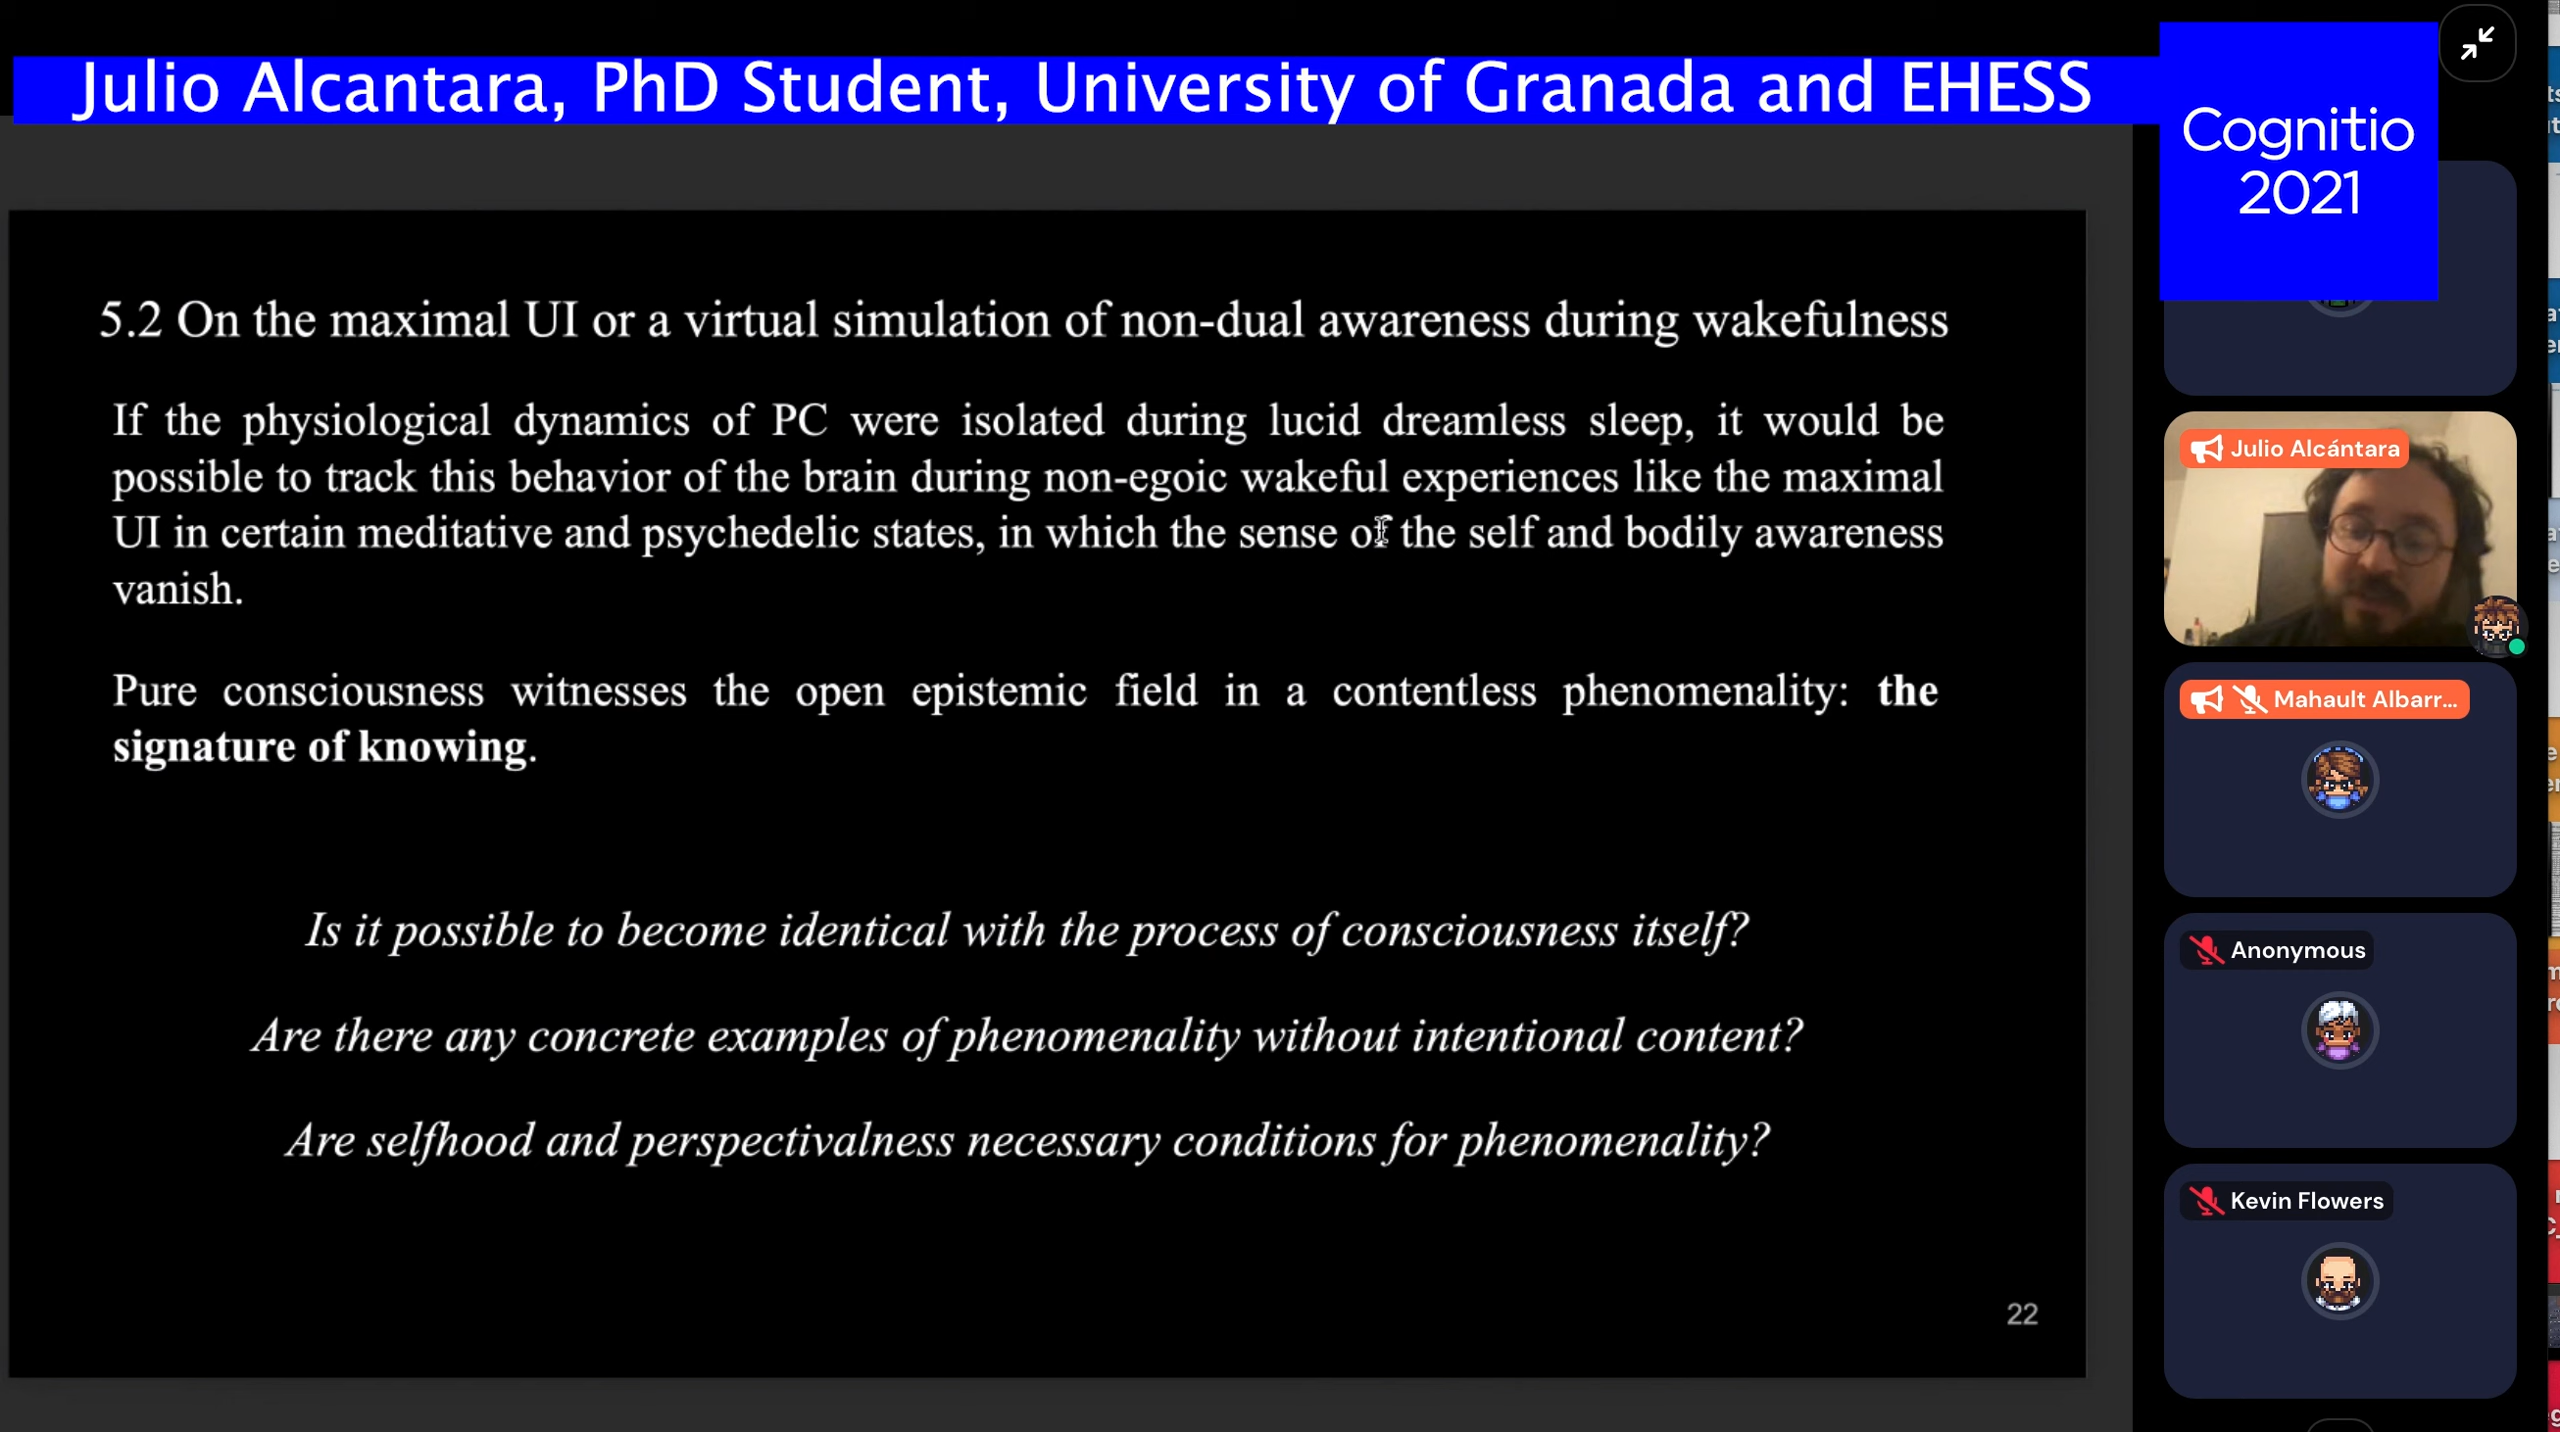 Julio Alcantara, PhD Student, University of Granada and EHESS
Cognitio
2021
5.2 On the maximal UI or a virtual simulation of non-dual awareness during wakefulness
If the physiological dynamics of PC were isolated during lucid dreamless sleep, it would be
possible to track this behavior of the brain during non-egoic wakeful experiences like the maximal
UI in certain meditative and psychedelic states, in which the sense of the self and bodily awareness
vanish.
Pure consciousness witnesses the open epistemic field in a contentless phenomenality: the
signature of knowing.
Is it possible to become identical with the process of consciousness itself?
Are there any concrete examples of phenomenality without intentional content?
Are selfhood and perspectivalness necessary conditions for phenomenality?
22
Julio Alcántara
Mahault Albarr...
Anonymous
Kevin Flowers